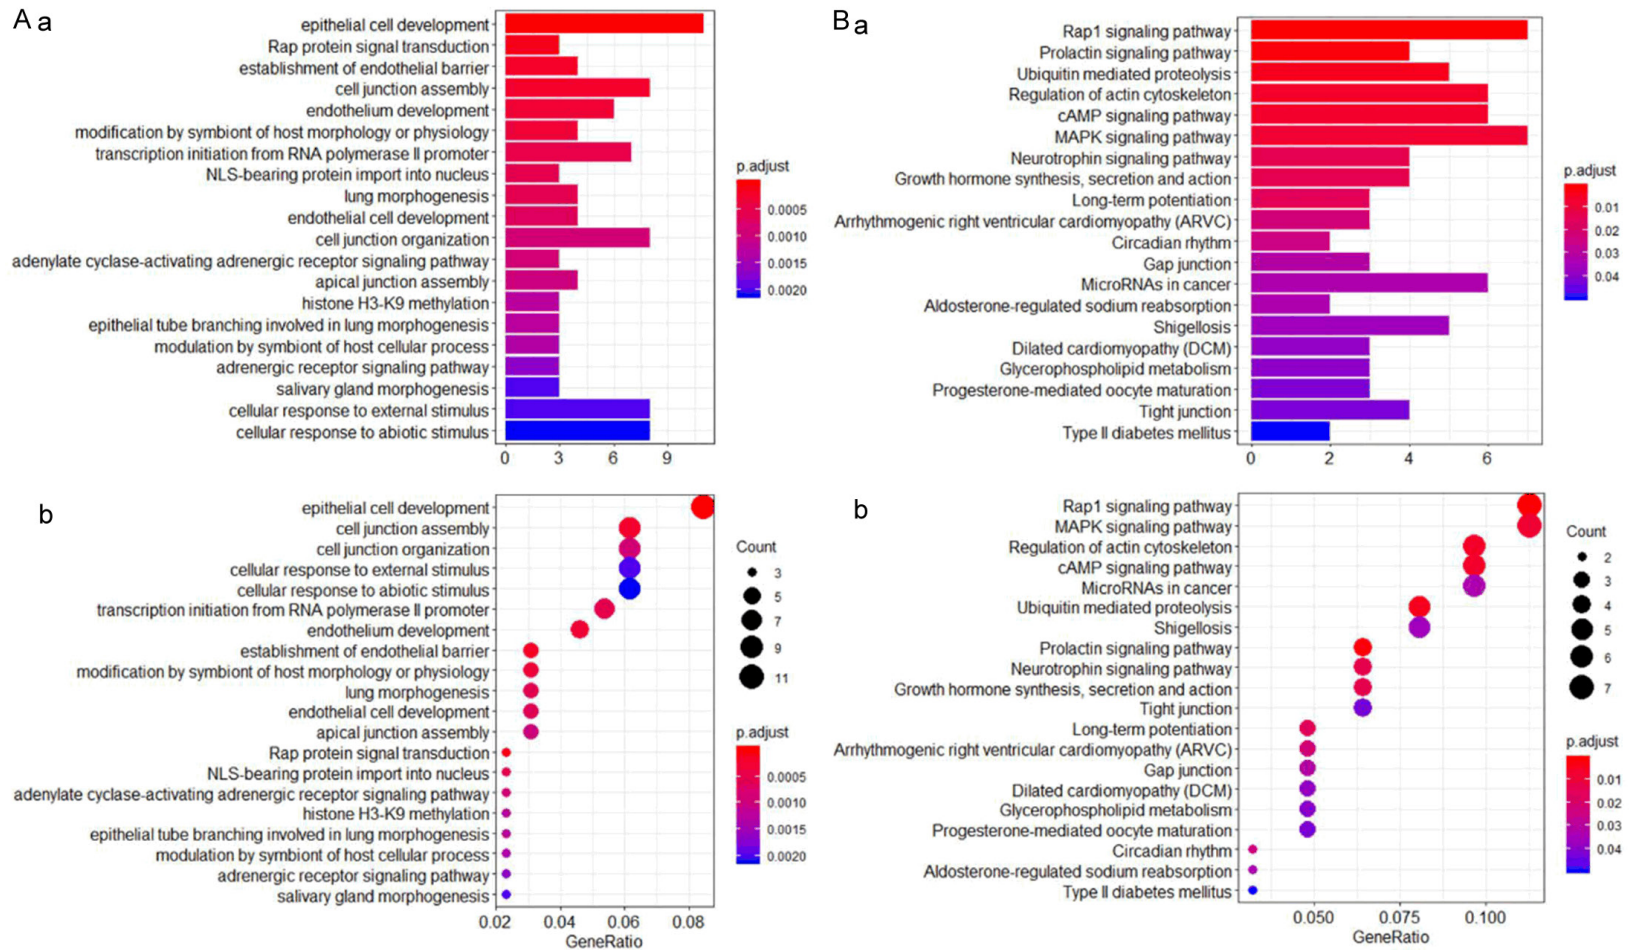 A a
epithelial cell development
Rap protein signal transduction
establishment of endothelial barrier
cell junction assembly
endothelium development
modification by symbiont of host morphology or physiology
transcription initiation from RNA polymerase II promoter
NLS-bearing protein import into nucleus
lung morphogenesis
endothelial cell development
cell junction organization
adenylate cyclase-activating adrenergic receptor signaling pathway
apical junction assembly
histone H3-K9 methylation
epithelial tube branching involved in lung morphogenesis
modulation by symbiont of host cellular process
adrenergic receptor signaling pathway
salivary gland morphogenesis
cellular response to external stimulus
cellular response to abiotic stimulus
0 3 6 9
p.adjust
0.0005
0.0010
0.0015
0.0020
B a
Rap1 signaling pathway
Prolactin signaling pathway
Ubiquitin mediated proteolysis
Regulation of actin cytoskeleton
cAMP signaling pathway
MAPK signaling pathway
Neurotrophin signaling pathway
Growth hormone synthesis, secretion and action
Long-term potentiation
Arrhythmogenic right ventricular cardiomyopathy (ARVC)
Circadian rhythm
Gap junction
MicroRNAs in cancer
Aldosterone-regulated sodium reabsorption
Shigellosis
Dilated cardiomyopathy (DCM)
Glycerophospholipid metabolism
Progesterone-mediated oocyte maturation
Tight junction
Type II diabetes mellitus
0 2 4 6
p.adjust
0.01
0.02
0.03
0.04
b
epithelial cell development
cell junction assembly
cell junction organization
cellular response to external stimulus
cellular response to abiotic stimulus
transcription initiation from RNA polymerase II promoter
endothelium development
establishment of endothelial barrier
modification by symbiont of host morphology or physiology
lung morphogenesis
endothelial cell development
apical junction assembly
Rap protein signal transduction
NLS-bearing protein import into nucleus
adenylate cyclase-activating adrenergic receptor signaling pathway
histone H3-K9 methylation
epithelial tube branching involved in lung morphogenesis
modulation by symbiont of host cellular process
adrenergic receptor signaling pathway
salivary gland morphogenesis
0.02 0.04 0.06 0.08
GeneRatio
Count
3
5
7
9
11
p.adjust
0.0005
0.0010
0.0015
0.0020
b
Rap1 signaling pathway
MAPK signaling pathway
Regulation of actin cytoskeleton
cAMP signaling pathway
MicroRNAs in cancer
Ubiquitin mediated proteolysis
Shigellosis
Prolactin signaling pathway
Neurotrophin signaling pathway
Growth hormone synthesis, secretion and action
Tight junction
Long-term potentiation
Arrhythmogenic right ventricular cardiomyopathy (ARVC)
Gap junction
Dilated cardiomyopathy (DCM)
Glycerophospholipid metabolism
Progesterone-mediated oocyte maturation
Circadian rhythm
Aldosterone-regulated sodium reabsorption
Type II diabetes mellitus
0.050 0.075 0.100
GeneRatio
Count
2
3
4
5
6
7
p.adjust
0.01
0.02
0.03
0.04